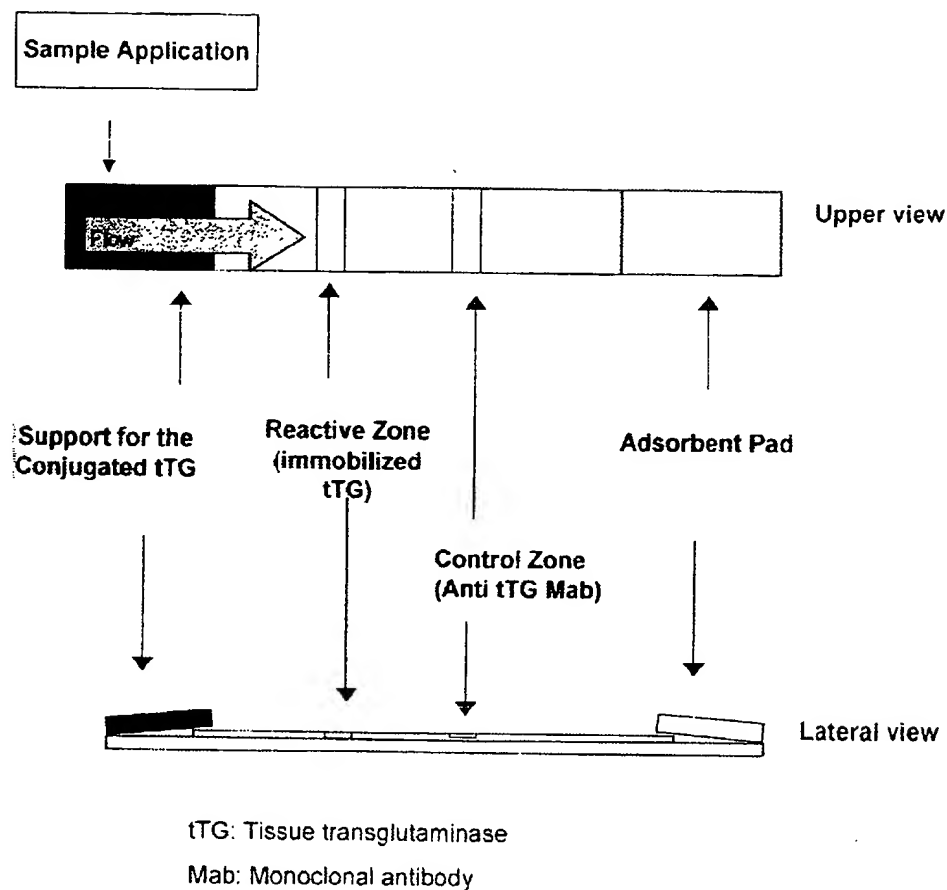 Sample Application
Flow
Upper view
Support for the
Conjugated tTG
Reactive Zone
(immobilized
tTG)
Control Zone
(Anti tTG Mab)
Adsorbent Pad
Lateral view
tTG: Tissue transglutaminase
Mab: Monoclonal antibody